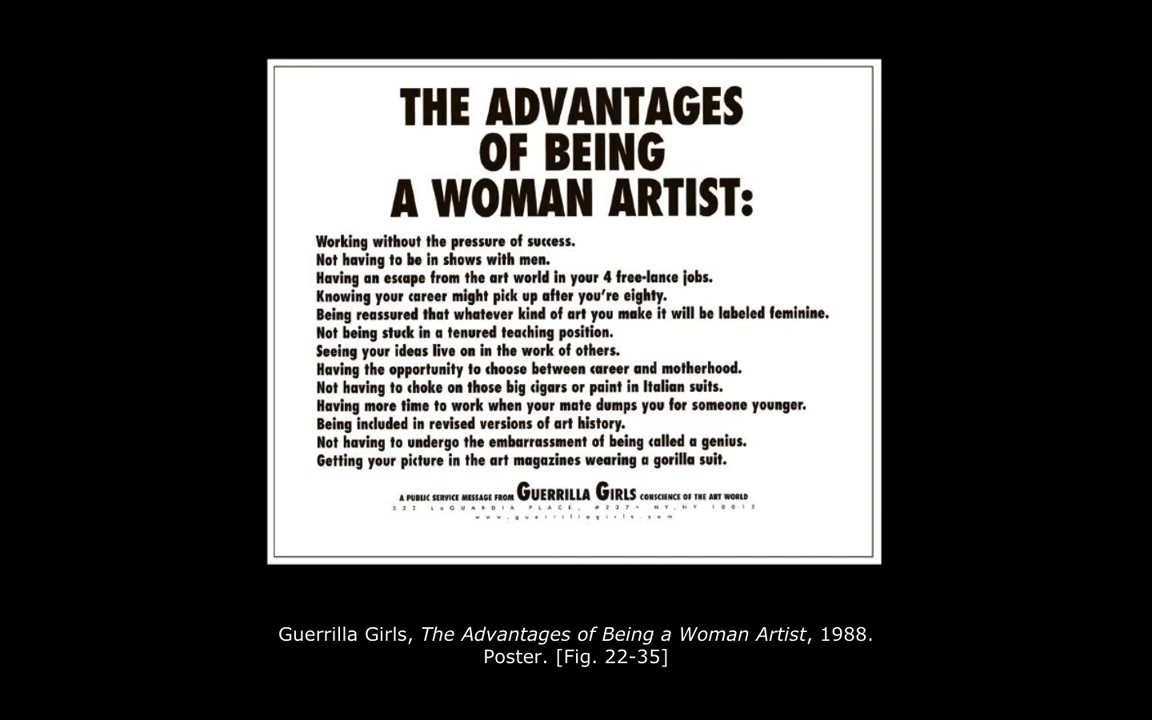 THE ADVANTAGES
OF BEING
A WOMAN ARTIST:
Working without the pressure of success.
Not having to be in shows with men.
Having an escape from the art world in your 4 free-lance jobs.
Knowing your career might pick up after you're eighty.
Being reassured that whatever kind of art you make it will be labeled feminine.
Not being stuck in a tenured teaching position.
Seeing your ideas live on in the work of others.
Having the opportunity to choose between career and motherhood.
Not having to choke on those big cigars or paint in Italian suits.
Having more time to work when your mate dumps you for someone younger.
Being included in revised versions of art history.
Not having to undergo the embarrassment of being called a genius.
Getting your picture in the art magazines wearing a gorilla suit.
A PUBLIC SERVICE MESSAGE FROM GUERRILLA GIRLS CONSCIENCE OF THE ART WORLD
LaGUARDIA PLACE, NY, NY 10012
www.guerrillagirls.com
Guerrilla Girls, The Advantages of Being a Woman Artist, 1988.
Poster. [Fig. 22-35]